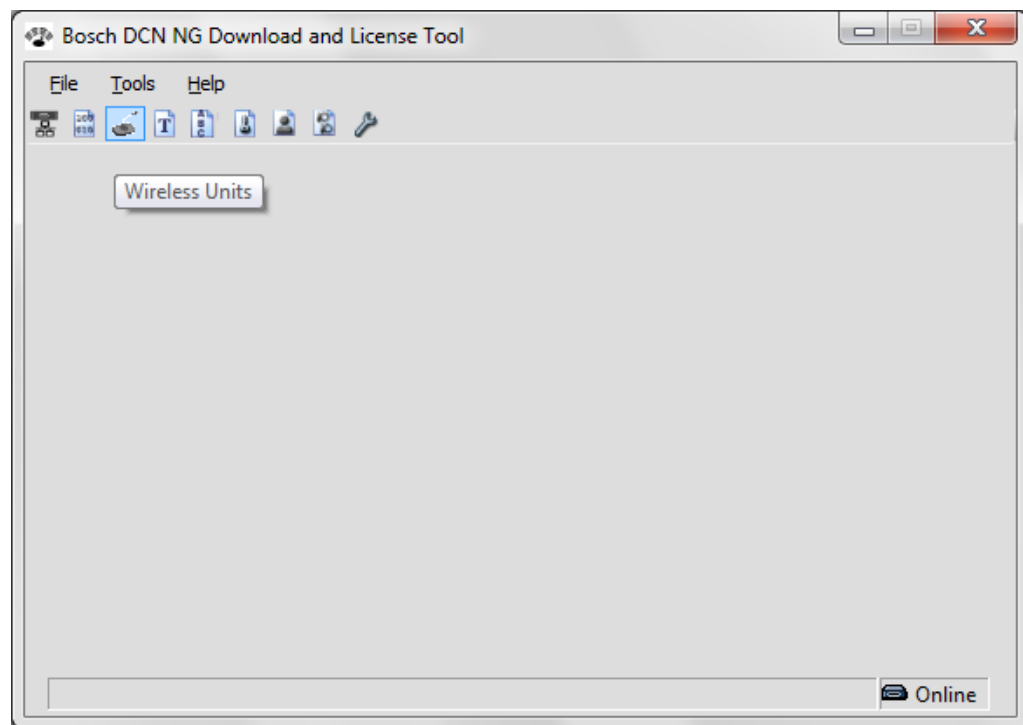 Bosch DCN NG Download and License Tool
File Tools Help
Wireless Units
Online